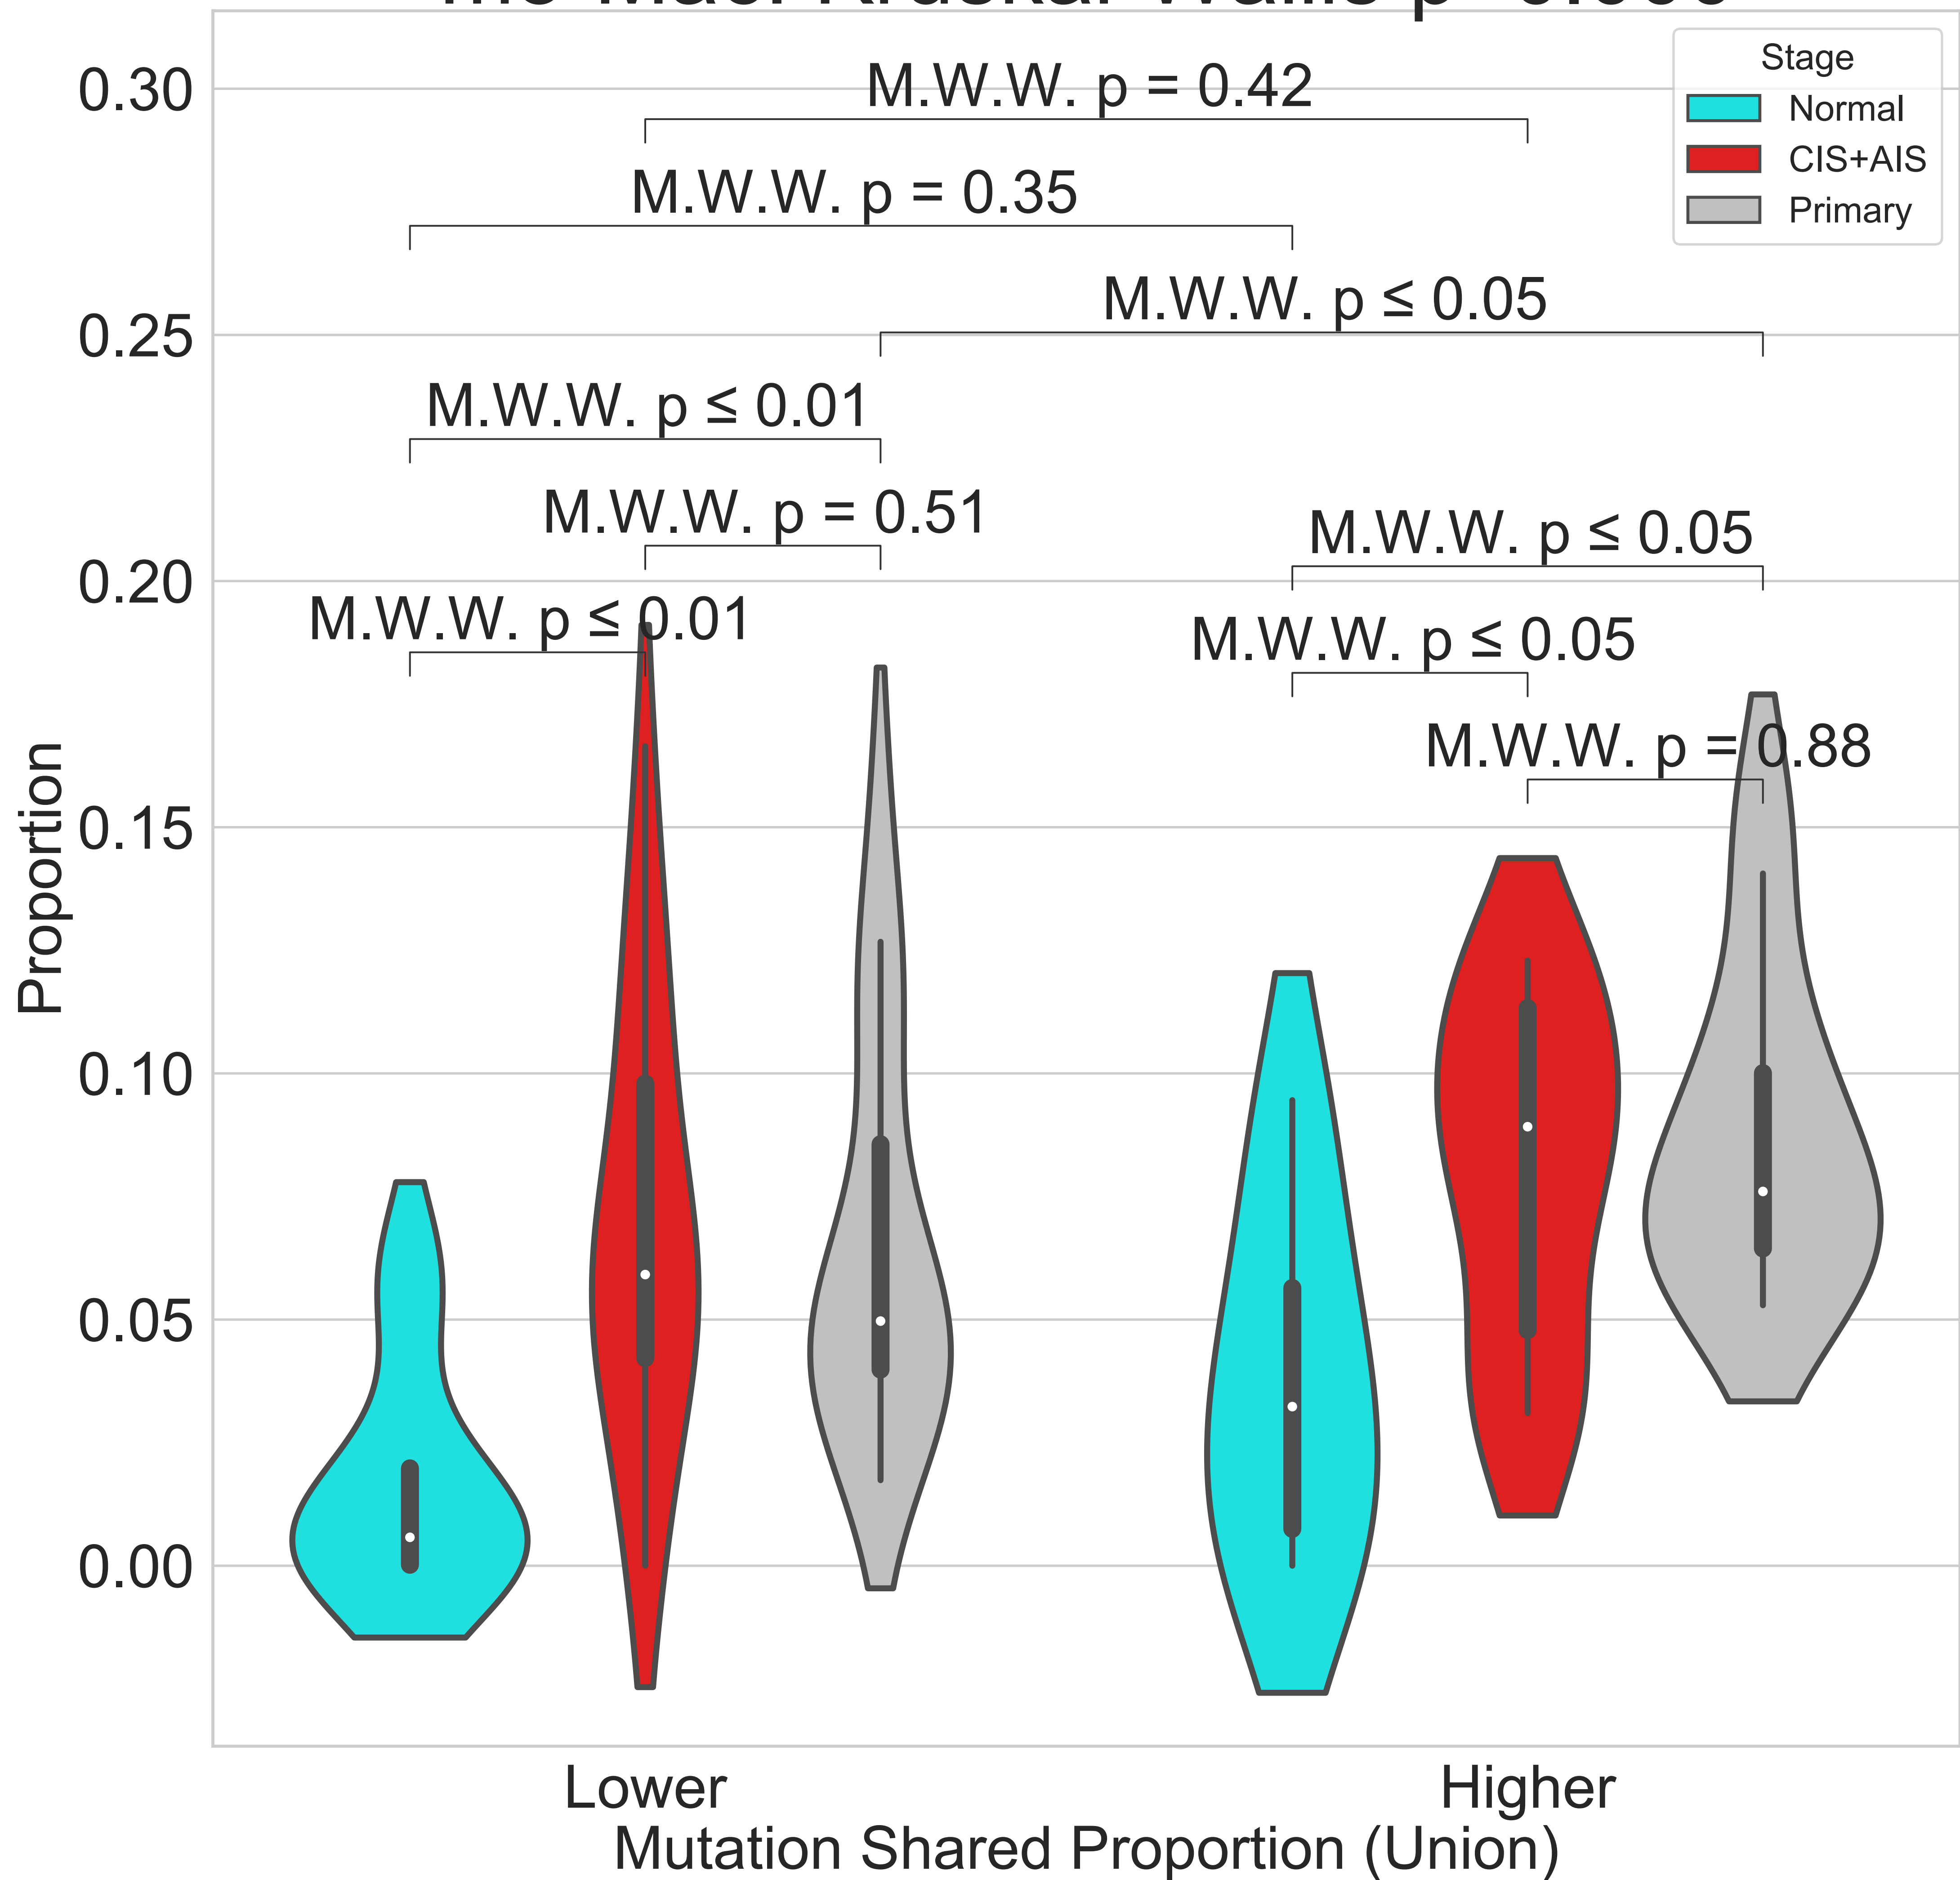 Stage
Normal
CIS+AIS
Primary
M.W.W. p = 0.42
M.W.W. p = 0.35
M.W.W. p ≤ 0.05
M.W.W. p ≤ 0.01
M.W.W. p = 0.51
M.W.W. p ≤ 0.05
M.W.W. p ≤ 0.01
M.W.W. p ≤ 0.05
M.W.W. p = 0.88
0.30
0.25
0.20
0.15
0.10
0.05
0.00
Proportion
Lower
Higher
Mutation Shared Proportion (Union)